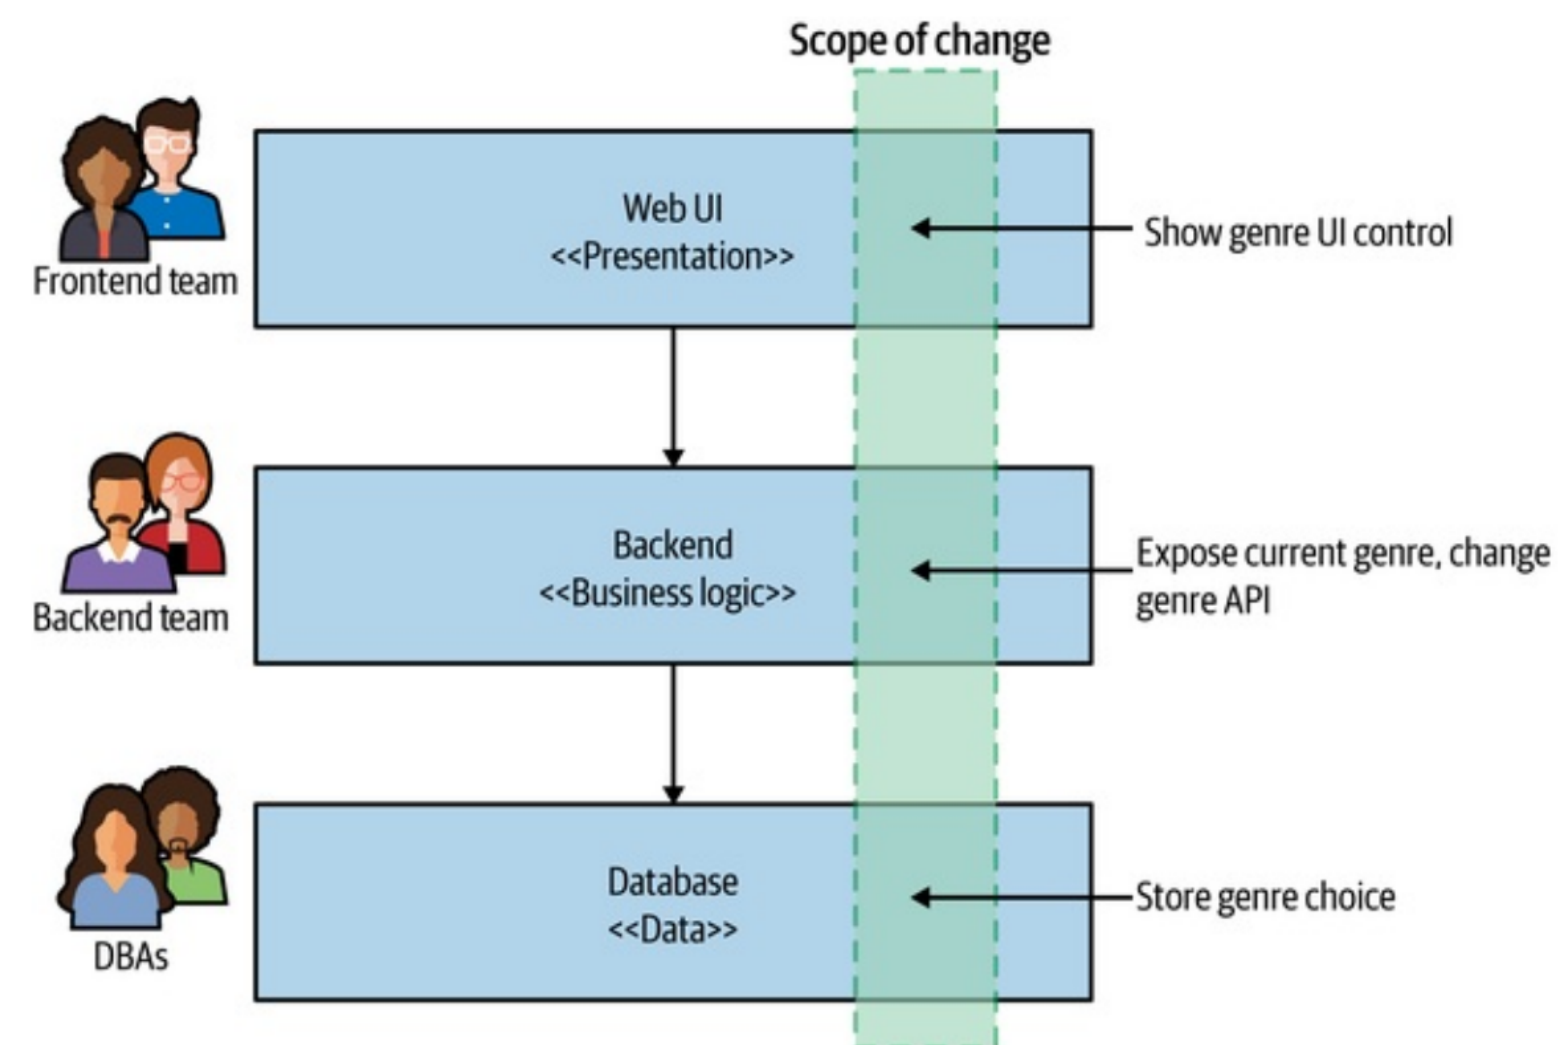 Scope of change
Web UI
<<Presentation>>
Show genre UI control
Frontend team
Backend
<<Business logic>>
Expose current genre, change
genre API
Backend team
Database
<<Data>>
Store genre choice
DBAs